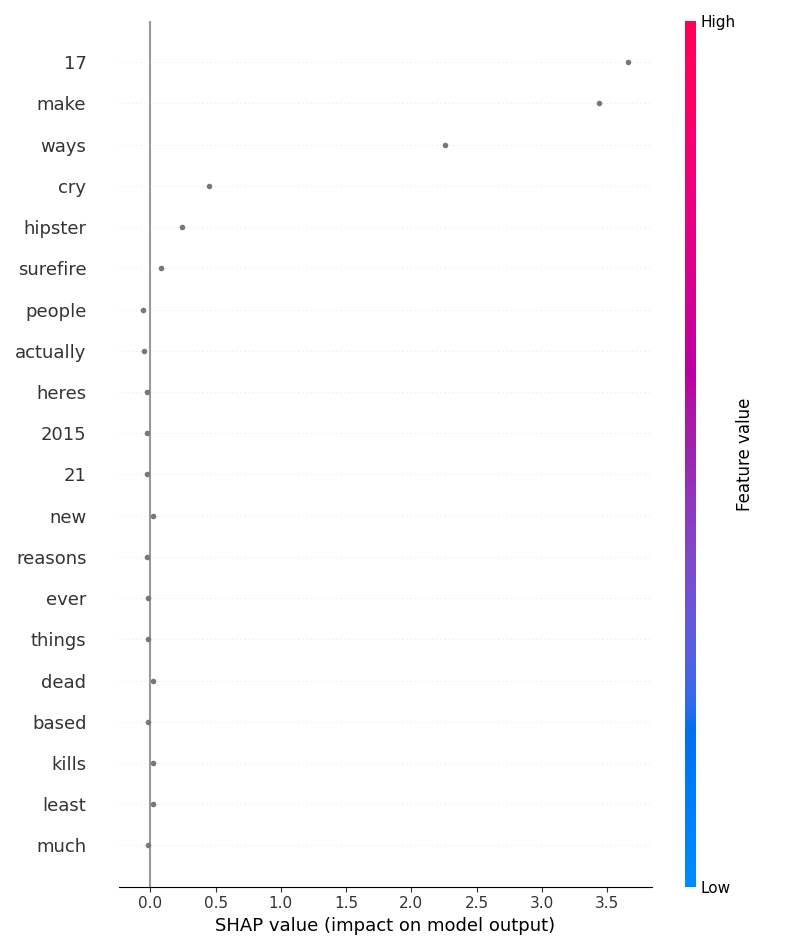 High
17
make
ways
cry
hipster
surefire
people
actually
heres
2015
21
new
reasons
ever
things
dead
based
kills
least
much
Feature value
Low
0.0 0.5 1.0 1.5 2.0 2.5 3.0 3.5
SHAP value (impact on model output)